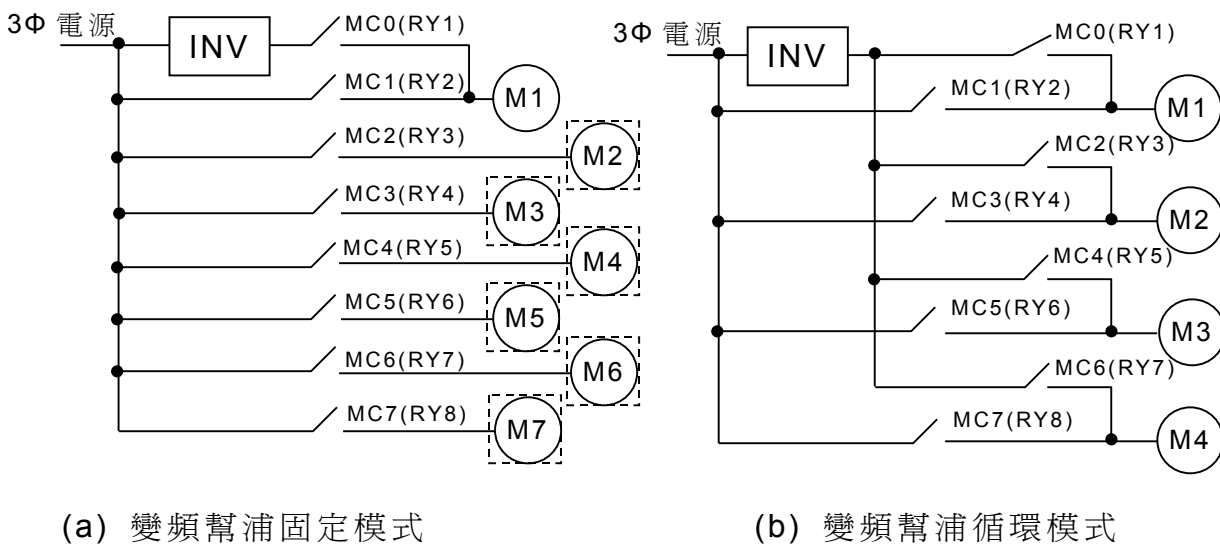 3Φ 電源
INV
MC0(RY1)
MC1(RY2)
M1
MC2(RY3)
M2
MC3(RY4)
M3
MC4(RY5)
M4
MC5(RY6)
M5
MC6(RY7)
M6
MC7(RY8)
M7
(a) 變頻幫浦固定模式
3Φ 電源
INV
MC0(RY1)
MC1(RY2)
M1
MC2(RY3)
MC3(RY4)
M2
MC4(RY5)
MC5(RY6)
M3
MC6(RY7)
MC7(RY8)
M4
(b) 變頻幫浦循環模式